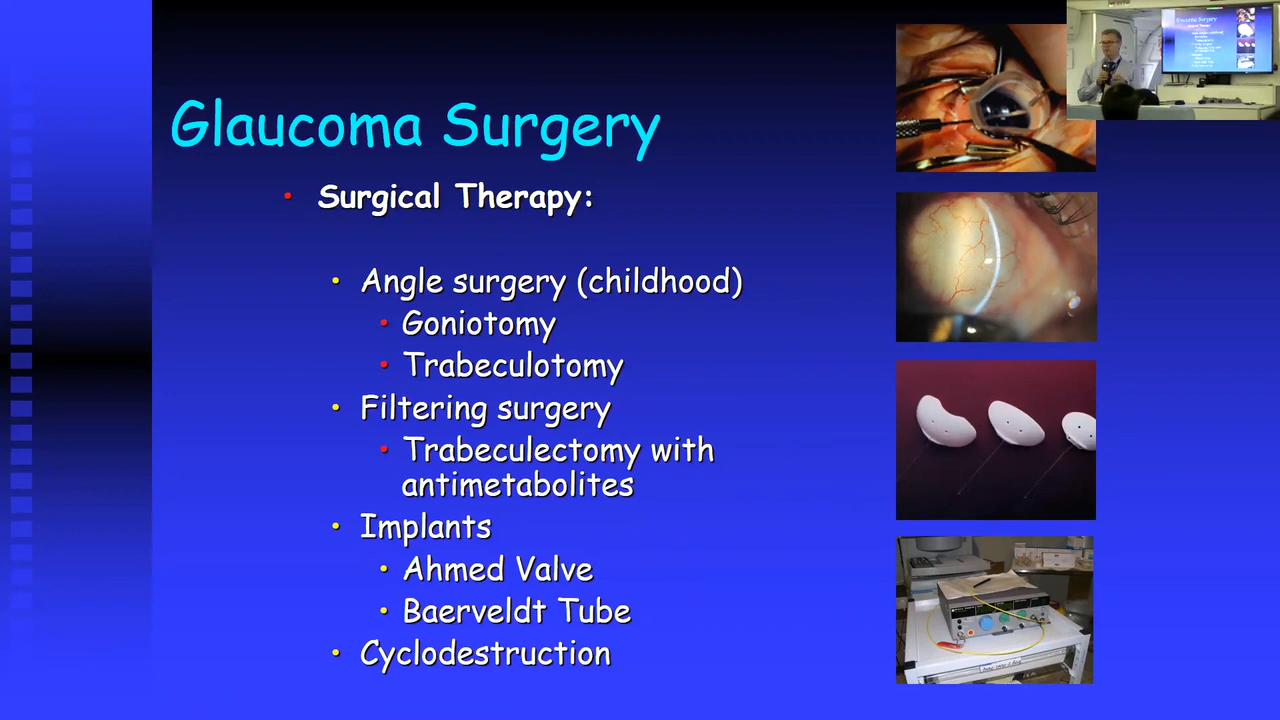 Glaucoma Surgery
Surgical Therapy:
Angle surgery (childhood)
Goniotomy
Trabeculotomy
Filtering surgery
Trabeculectomy with
antimetabolites
Implants
Ahmed Valve
Baerveldt Tube
Cyclodestruction